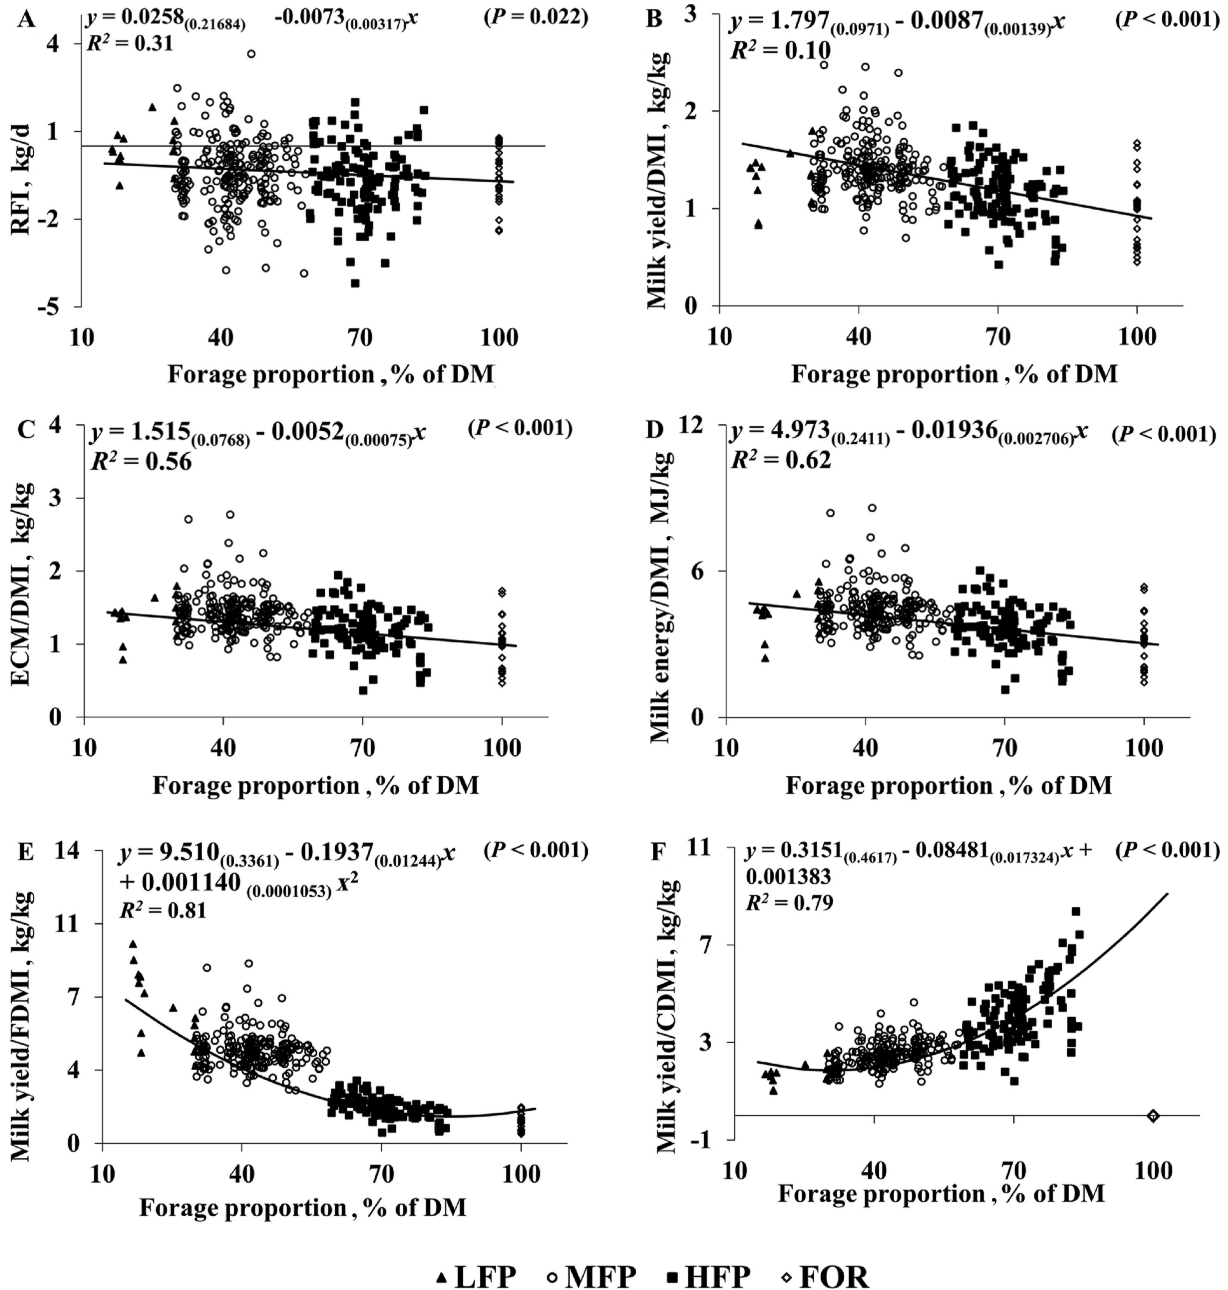 A
y = 0.0258(0.21684) -0.0073(0.00317)x (P = 0.022)
R² = 0.31
4
1
-2
-5
RFI, kg/d
10 40 70 100
Forage proportion , % of DM
B
y = 1.797(0.0971) - 0.0087(0.00139)x (P < 0.001)
R² = 0.10
3
2
1
0
Milk yield/DMI , kg/kg
10 40 70 100
Forage proportion , % of DM
C
y = 1.515(0.0768) - 0.0052(0.00075)x (P < 0.001)
R² = 0.56
4
3
2
1
0
ECM/DMI , kg/kg
10 40 70 100
Forage proportion , % of DM
D
y = 4.973(0.2411) - 0.01936(0.002706)x (P < 0.001)
R² = 0.62
12
6
0
Milk energy/DMI , MJ/kg
10 40 70 100
Forage proportion , % of DM
E
y = 9.510(0.3361) - 0.1937(0.01244)x (P < 0.001)
+ 0.001140 (0.0001053) x²
R² = 0.81
14
11
7
4
0
Milk yield/FDMI, kg/kg
10 40 70 100
Forage proportion , % of DM
F
y = 0.3151(0.4617) - 0.08481(0.017324)x + (P < 0.001)
0.001383
R² = 0.79
11
7
3
-1
Milk yield/CDMI, kg/kg
10 40 70 100
Forage proportion , % of DM
LFP MFP HFP FOR